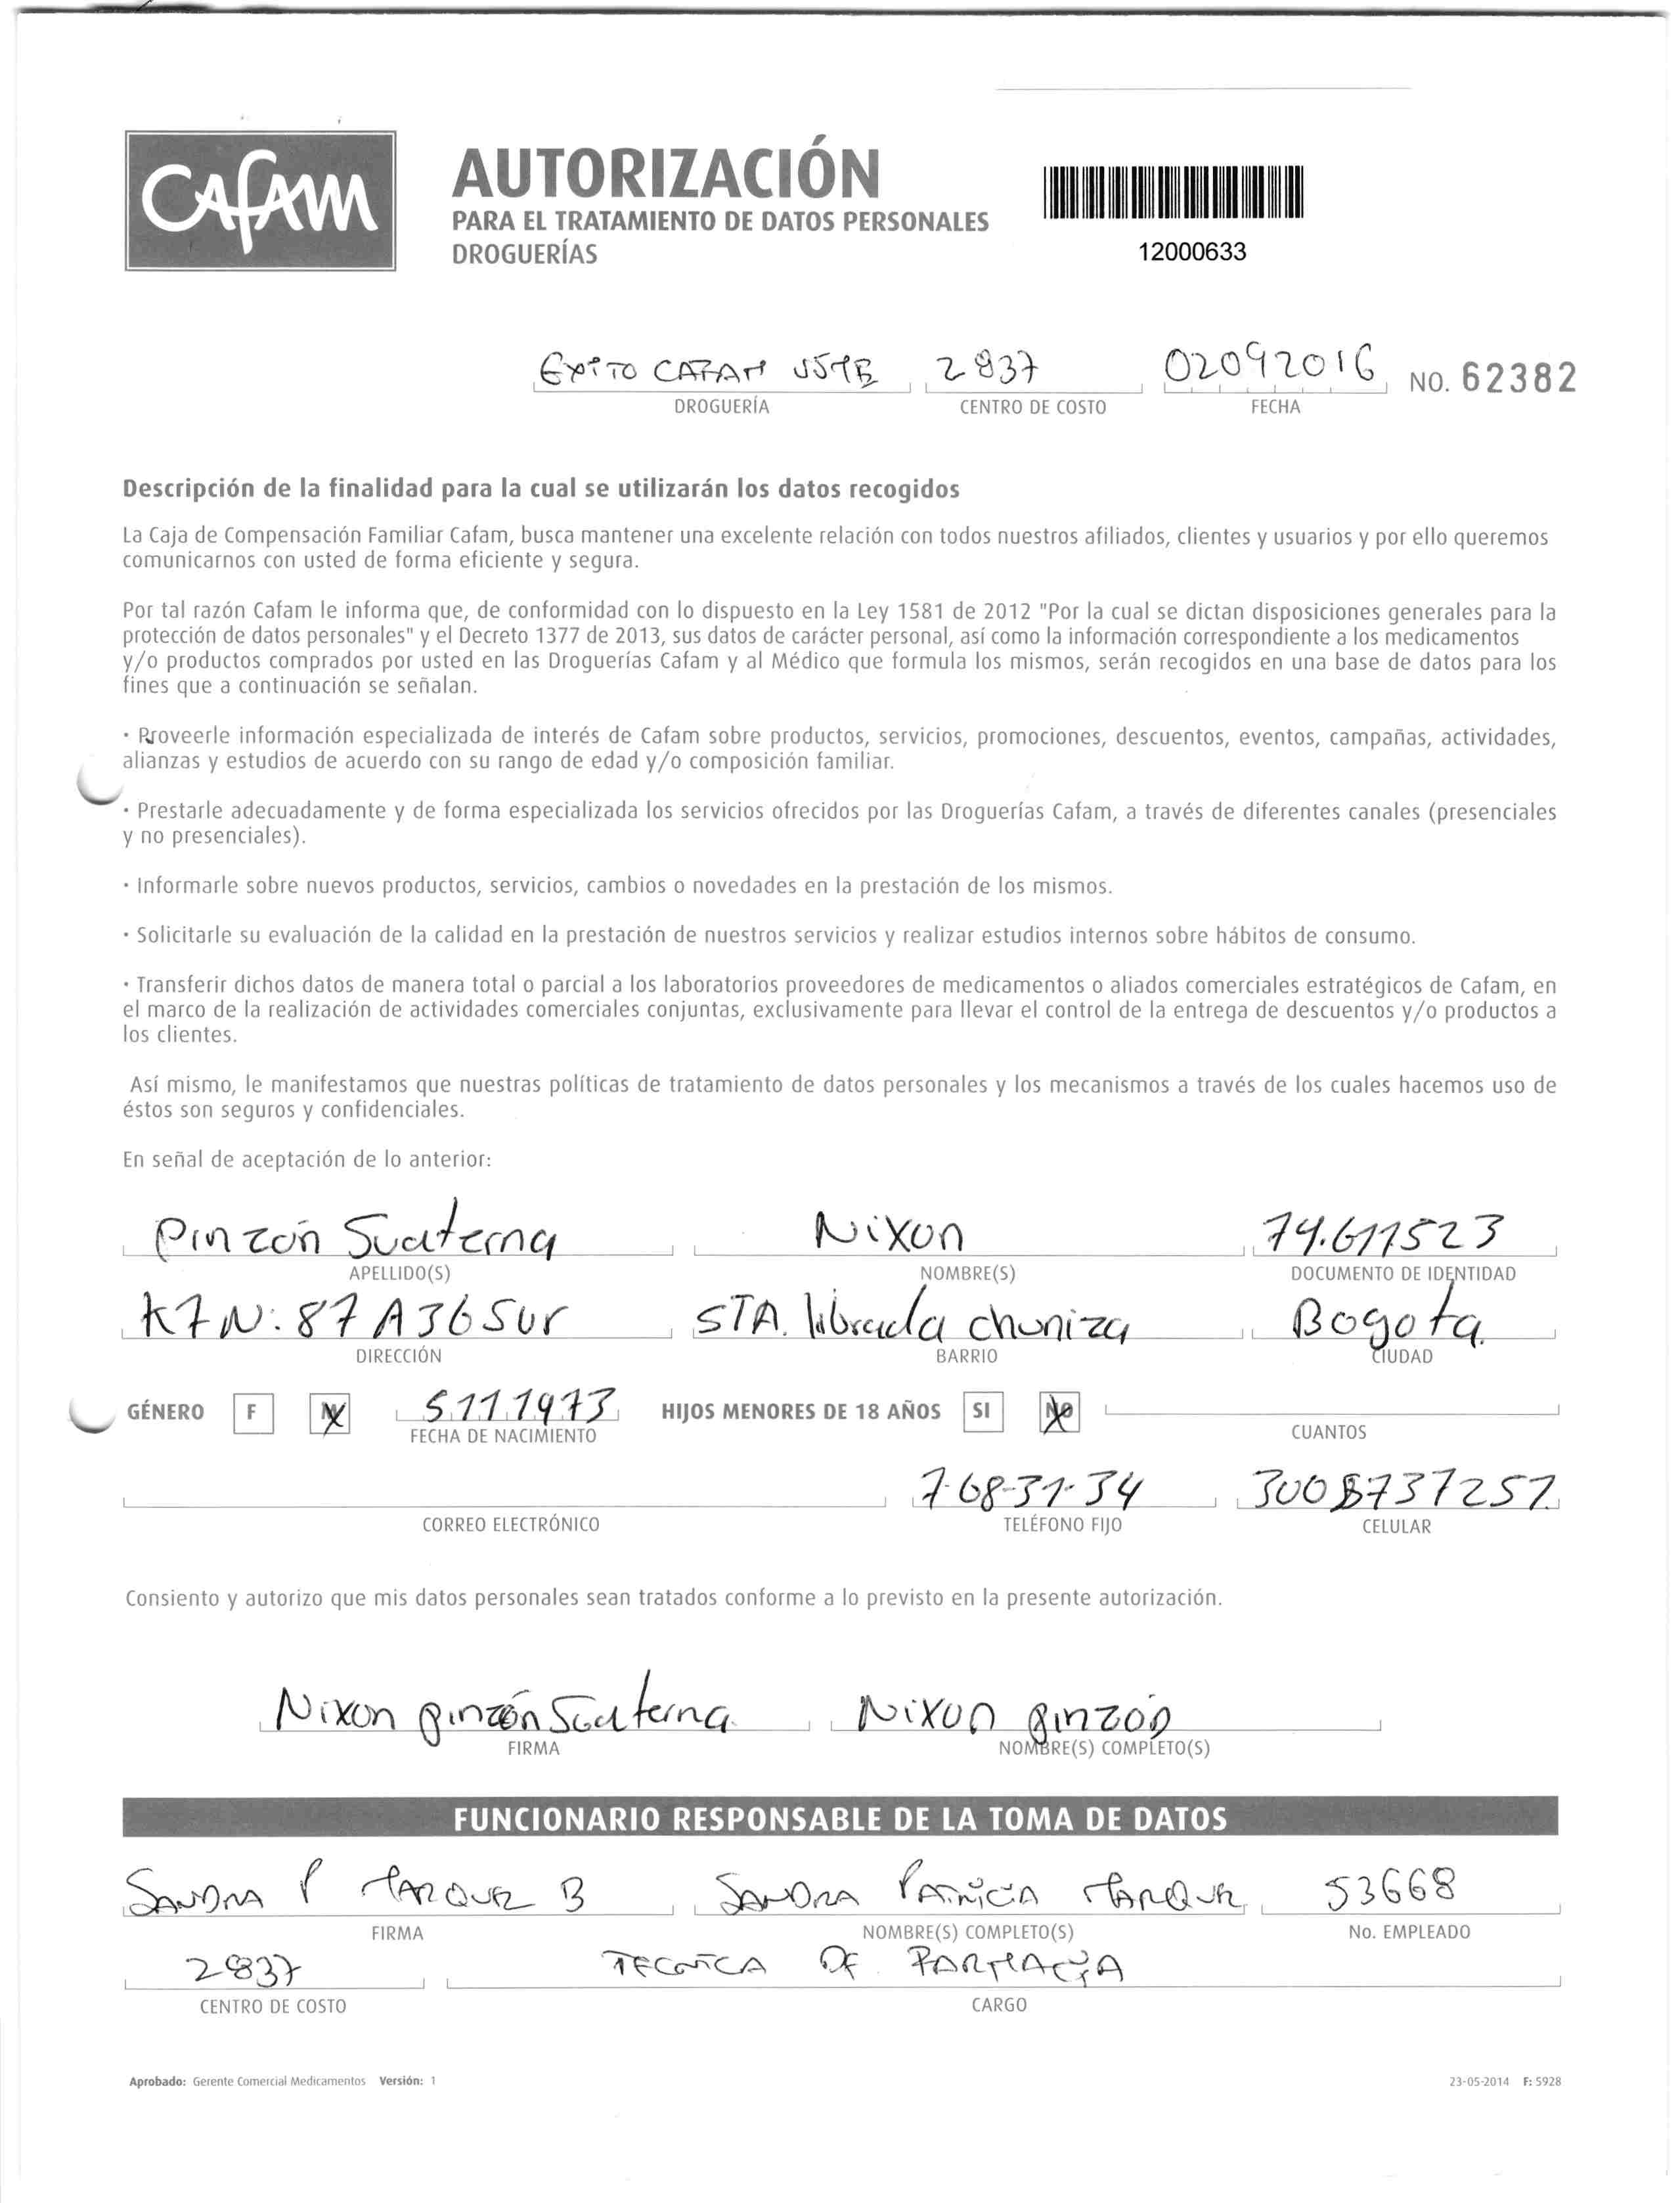 Cafam
AUTORIZACIÓN
PARA EL TRATAMIENTO DE DATOS PERSONALES
DROGUERÍAS
12000633
Exito CAFAM 2837 02092016 NO. 62382
DROGUERÍA CENTRO DE COSTO FECHA
Descripción de la finalidad para la cual se utilizarán los datos recogidos
La Caja de Compensación Familiar Cafam, busca mantener una excelente relación con todos nuestros afiliados, clientes y usuarios y por ello queremos
comunicarnos con usted de forma eficiente y segura.
Por tal razón Cafam le informa que, de conformidad con lo dispuesto en la Ley 1581 de 2012 "Por la cual se dictan disposiciones generales para la
protección de datos personales" y el Decreto 1377 de 2013, sus datos de carácter personal, así como la información correspondiente a los medicamentos
y/o productos comprados por usted en las Droguerías Cafam y al Médico que formula los mismos, serán recogidos en una base de datos para los
fines que a continuación se señalan.
· Proveerle información especializada de interés de Cafam sobre productos, servicios, promociones, descuentos, eventos, campañas, actividades,
alianzas y estudios de acuerdo con su rango de edad y/o composición familiar.
· Prestarle adecuadamente y de forma especializada los servicios ofrecidos por las Droguerías Cafam, a través de diferentes canales (presenciales
y no presenciales).
· Informarle sobre nuevos productos, servicios, cambios o novedades en la prestación de los mismos.
· Solicitarle su evaluación de la calidad en la prestación de nuestros servicios y realizar estudios internos sobre hábitos de consumo.
· Transferir dichos datos de manera total o parcial a los laboratorios proveedores de medicamentos o aliados comerciales estratégicos de Cafam, en
el marco de la realización de actividades comerciales conjuntas, exclusivamente para llevar el control de la entrega de descuentos y/o productos a
los clientes.
Así mismo, le manifestamos que nuestras políticas de tratamiento de datos personales y los mecanismos a través de los cuales hacemos uso de
éstos son seguros y confidenciales.
En señal de aceptación de lo anterior:
Pinzón Suaterna Nixon 79.611523
APELLIDO(S) NOMBRE(S) DOCUMENTO DE IDENTIDAD
K7 N: 87 A 36 Sur STA. librada chuniza Bogota.
DIRECCIÓN BARRIO CIUDAD
GÉNERO F M 5 11 1973 HIJOS MENORES DE 18 AÑOS SI NO
FECHA DE NACIMIENTO CUANTOS
7-68-31-34 3008737251
CORREO ELECTRÓNICO TELÉFONO FIJO CELULAR
Consiento y autorizo que mis datos personales sean tratados conforme a lo previsto en la presente autorización.
Nixon pinzón Suaterna Nixon pinzón
FIRMA NOMBRE(S) COMPLETO(S)
FUNCIONARIO RESPONSABLE DE LA TOMA DE DATOS
SANDRA P MARQUEZ B SANDRA PATRICIA MARQUEZ 53668
FIRMA NOMBRE(S) COMPLETO(S) No. EMPLEADO
2837 TECNICA DE FARMACIA
CENTRO DE COSTO CARGO
Aprobado: Gerente Comercial Medicamentos Versión: 1 23-05-2014 F: 5928